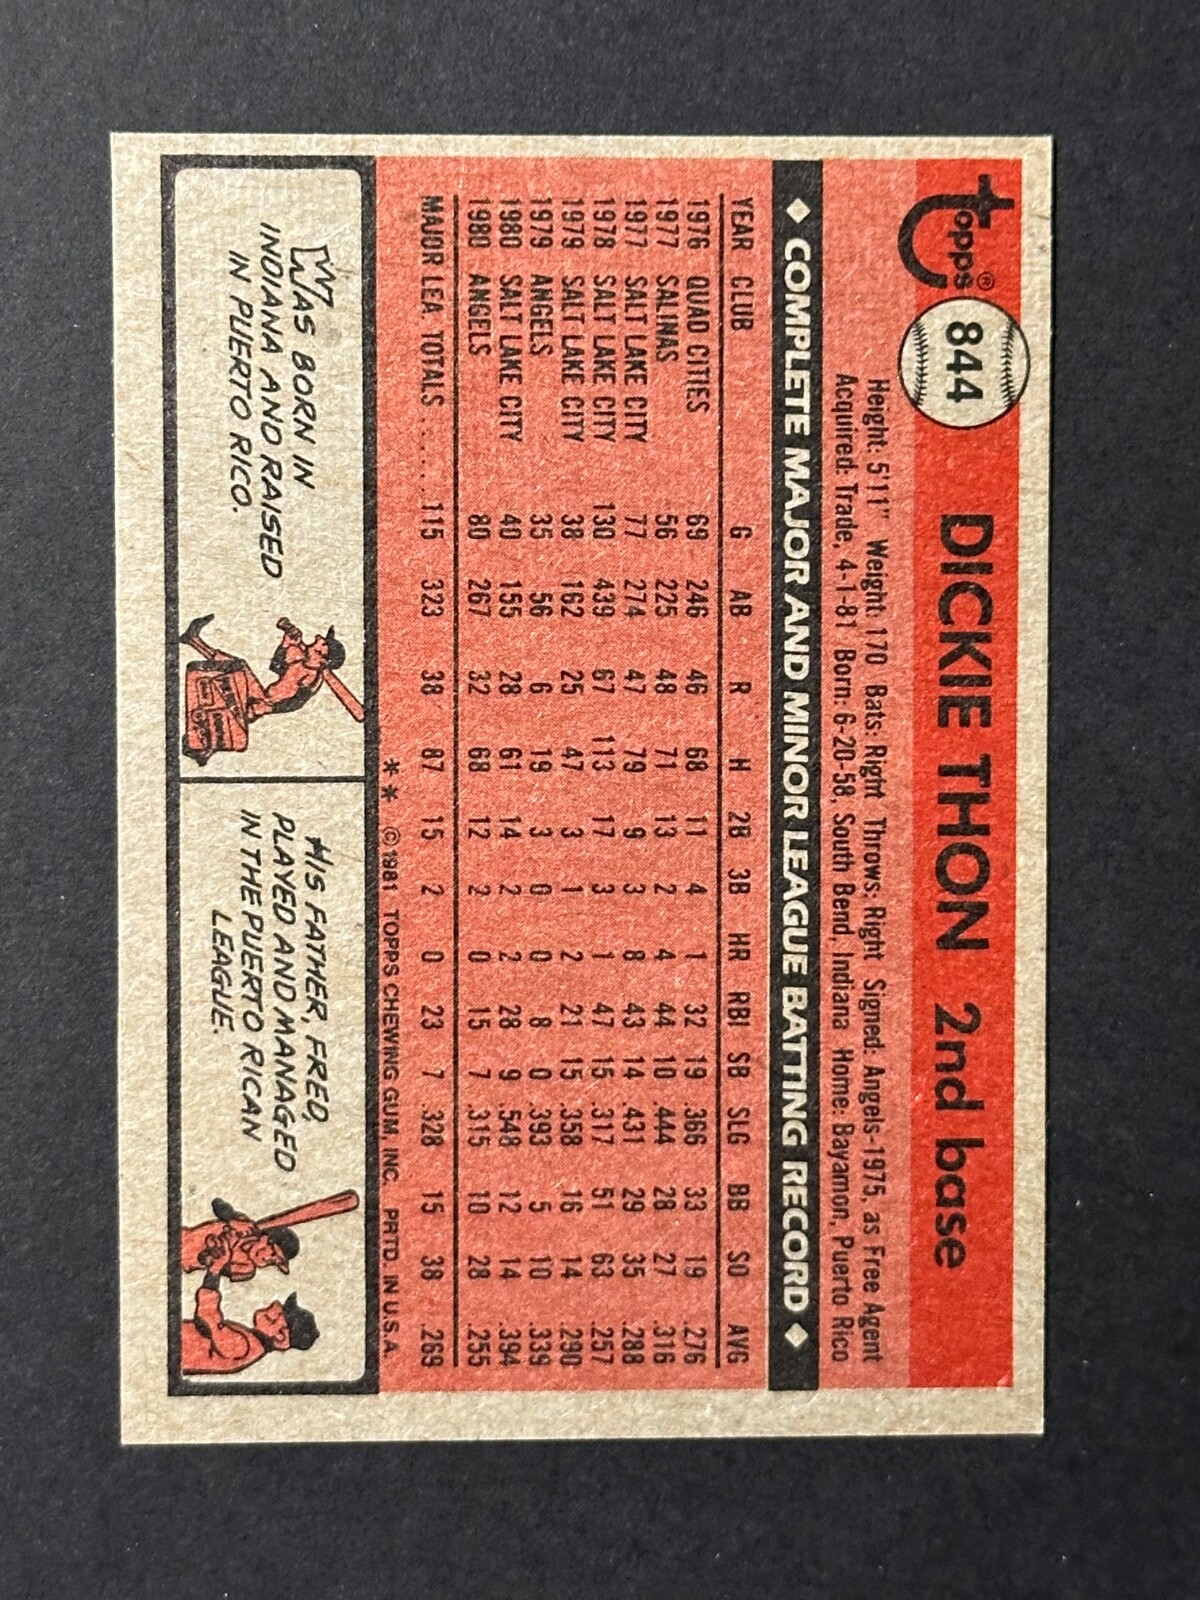 Topps® 844 DICKIE THON 2nd base
Height: 5'11" Weight: 170 Bats: Right Throws: Right Signed: Angels-1975, as Free Agent
Acquired: Trade, 4-1-81 Born: 6-20-58, South Bend, Indiana Home: Bayamon, Puerto Rico
◆ COMPLETE MAJOR AND MINOR LEAGUE BATTING RECORD ◆
YEAR CLUB G AB R H 2B 3B HR RBI SB SLG BB SO AVG
1976 QUAD CITIES 69 246 46 68 11 4 1 32 19 .366 33 19 .276
1977 SALINAS 56 225 48 71 13 2 4 44 10 .444 28 27 .316
1977 SALT LAKE CITY 77 274 47 79 9 3 8 43 14 .431 29 35 .288
1978 SALT LAKE CITY 130 439 67 113 17 3 1 47 15 .317 51 63 .257
1979 SALT LAKE CITY 38 162 25 47 3 1 2 21 15 .358 16 14 .290
1979 ANGELS 35 56 6 19 3 0 0 8 0 .393 5 10 .339
1980 SALT LAKE CITY 40 155 28 61 14 2 2 28 9 .548 12 14 .394
1980 ANGELS 80 267 32 68 12 2 0 15 7 .315 10 28 .255
MAJOR LEA TOTALS ...... 115 323 38 87 15 2 0 23 7 .328 15 38 .269
** © 1981 TOPPS CHEWING GUM, INC. PRTD. IN U.S.A.
WAS BORN IN
INDIANA AND RAISED
IN PUERTO RICO.
HIS FATHER, FRED,
PLAYED AND MANAGED
IN THE PUERTO RICAN
LEAGUE.